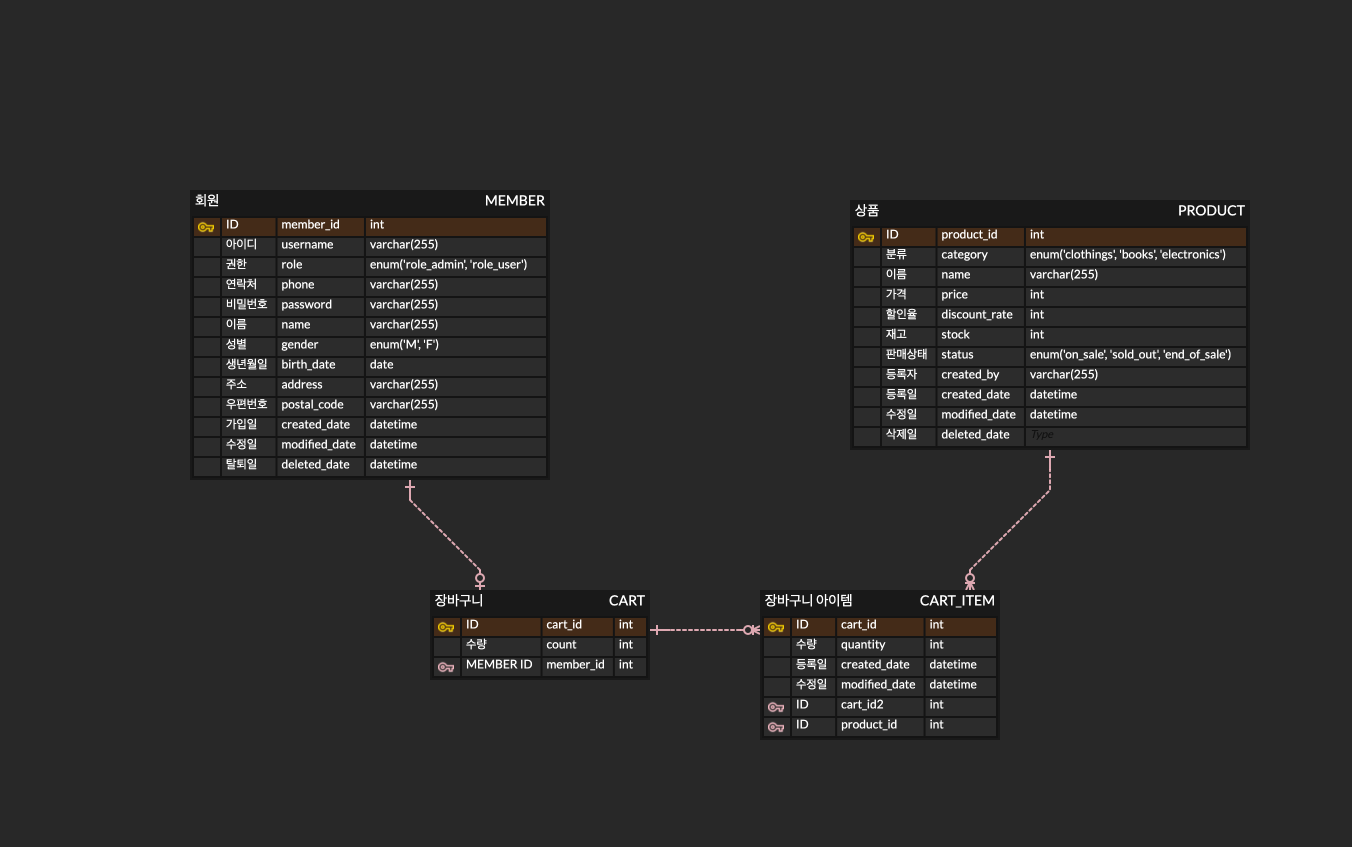 회원 MEMBER
ID member_id int
아이디 username varchar(255)
권한 role enum('role_admin', 'role_user')
연락처 phone varchar(255)
비밀번호 password varchar(255)
이름 name varchar(255)
성별 gender enum('M', 'F')
생년월일 birth_date date
주소 address varchar(255)
우편번호 postal_code varchar(255)
가입일 created_date datetime
수정일 modified_date datetime
탈퇴일 deleted_date datetime
상품 PRODUCT
ID product_id int
분류 category enum('clothings', 'books', 'electronics')
이름 name varchar(255)
가격 price int
할인율 discount_rate int
재고 stock int
판매상태 status enum('on_sale', 'sold_out', 'end_of_sale')
등록자 created_by varchar(255)
등록일 created_date datetime
수정일 modified_date datetime
삭제일 deleted_date Type
장바구니 CART
ID cart_id int
수량 count int
MEMBER ID member_id int
장바구니 아이템 CART_ITEM
ID cart_id int
수량 quantity int
등록일 created_date datetime
수정일 modified_date datetime
ID cart_id2 int
ID product_id int